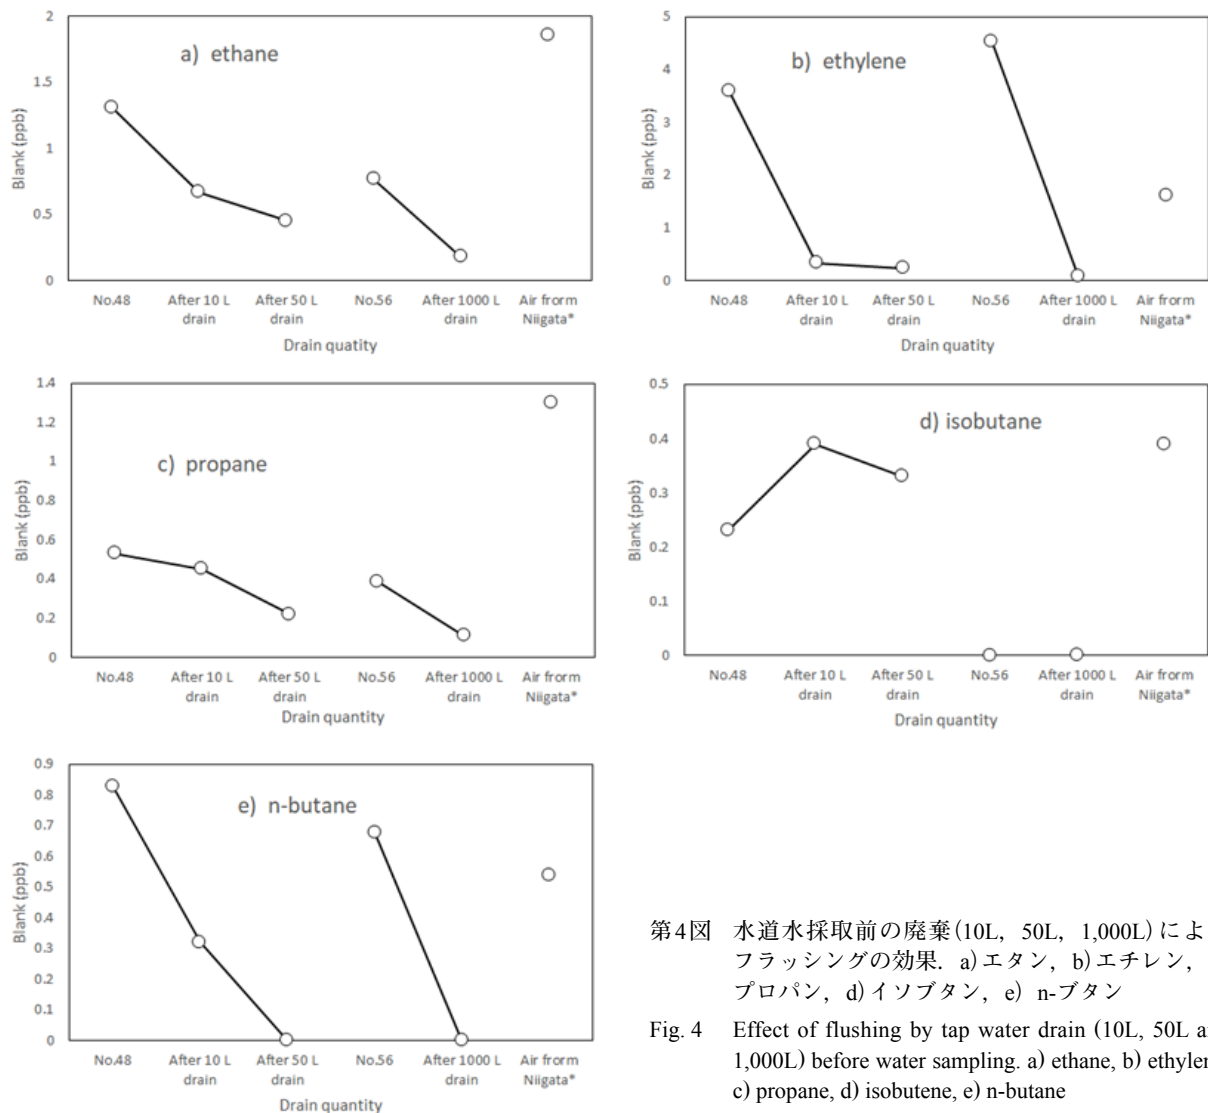 2
1.5
1
0.5
0
Blank (ppb)
a) ethane
No.48
After 10 L drain
After 50 L drain
No.56
After 1000 L drain
Air frorm Niigata*
Drain quatity
5
4
3
2
1
0
Blank (ppb)
b) ethylene
No.48
After 10 L drain
After 50 L drain
No.56
After 1000 L drain
Air from Niigata*
Drain quantity
1.4
1.2
1
0.8
0.6
0.4
0.2
0
Blank (ppb)
c) propane
No.48
After 10 L drain
After 50 L drain
No.56
After 1000 L drain
Air from Niigata*
Drain quantity
0.5
0.4
0.3
0.2
0.1
0
Blank (ppb)
d) isobutane
No.48
After 10 L drain
After 50 L drain
No.56
After 1000 L drain
Air from Niigata*
Drain quantity
0.9
0.8
0.7
0.6
0.5
0.4
0.3
0.2
0.1
0
Blank (ppb)
e) n-butane
No.48
After 10 L drain
After 50 L drain
No.56
After 1000 L drain
Air from Niigata*
Drain quantity
第4図 水道水採取前の廃棄(10L, 50L, 1,000L)によ
フラッシングの効果. a)エタン, b)エチレン,
プロパン, d)イソブタン, e) n-ブタン
Fig. 4 Effect of flushing by tap water drain (10L, 50L a
1,000L) before water sampling. a) ethane, b) ethylen
c) propane, d) isobutene, e) n-butane